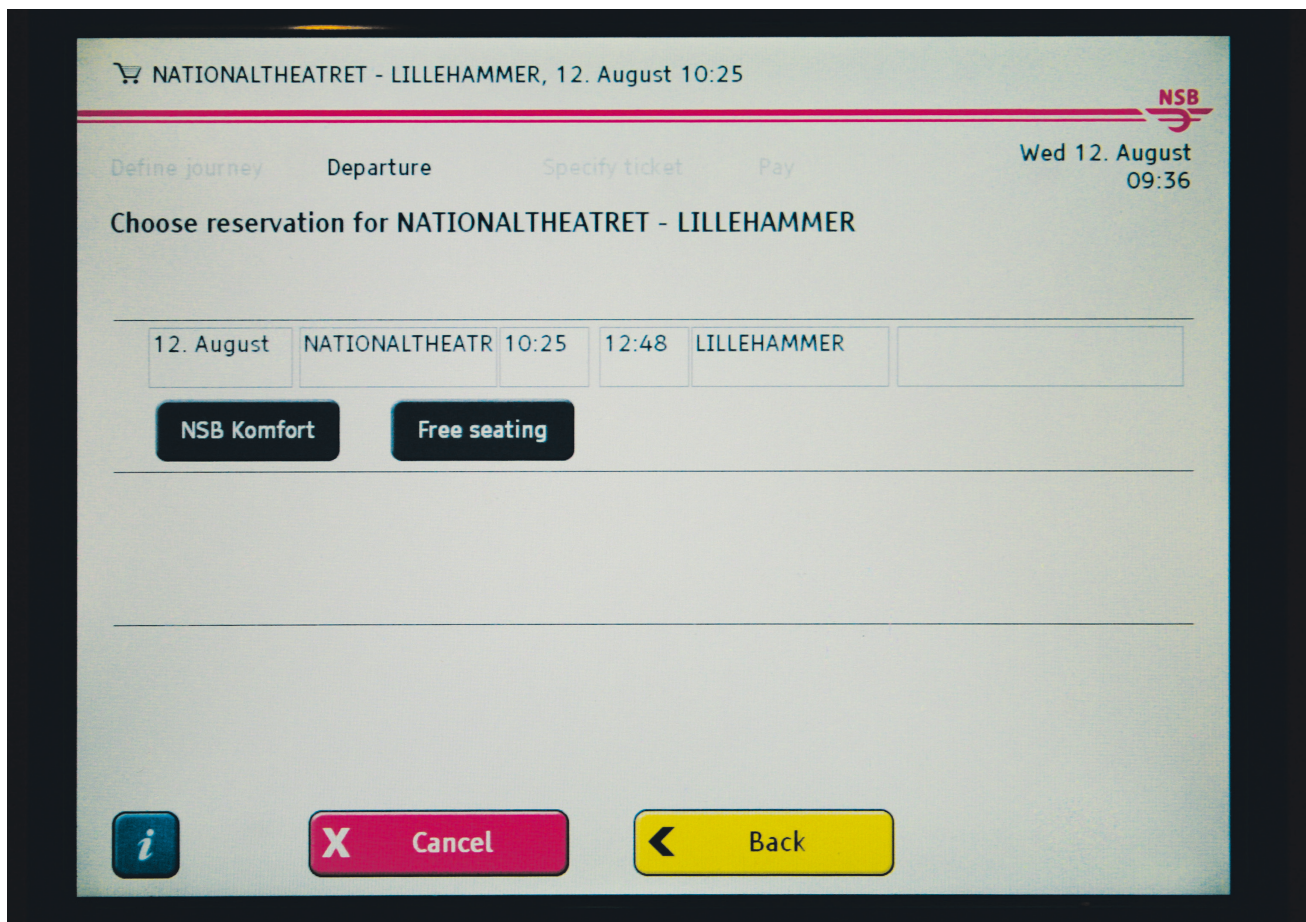 NATIONALTHEATRET - LILLEHAMMER, 12. August 10:25
NSB
Define journey Departure Specify ticket Pay
Wed 12. August
09:36
Choose reservation for NATIONALTHEATRET - LILLEHAMMER
12. August NATIONALTHEATR 10:25 12:48 LILLEHAMMER
NSB Komfort Free seating
i X Cancel Back